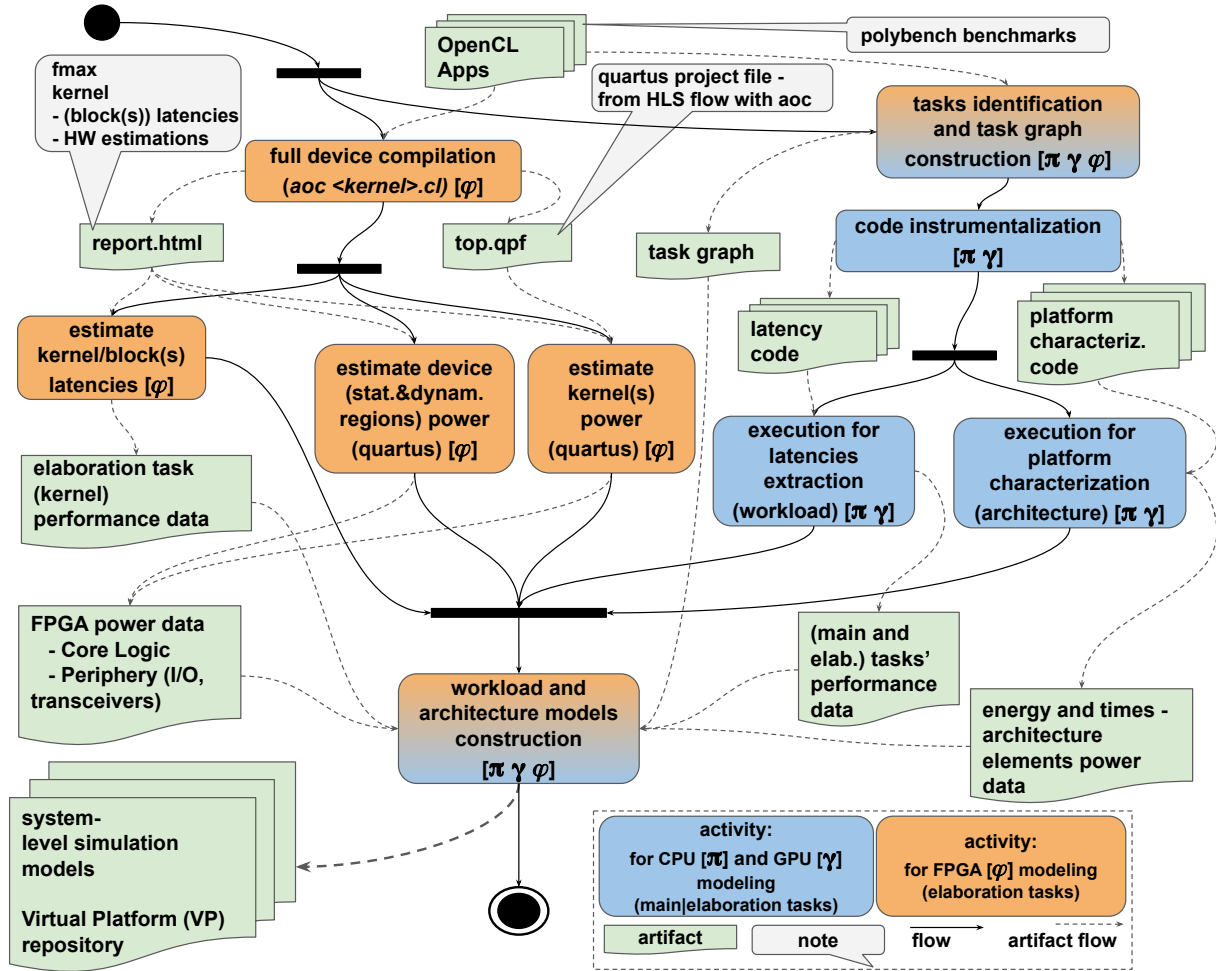 OpenCL
Apps
polybench benchmarks
fmax
kernel
- (block(s)) latencies
- HW estimations
quartus project file -
from HLS flow with aoc
tasks identification
and task graph
construction [π γ φ]
full device compilation
(aoc <kernel>.cl) [φ]
report.html
top.qpf
task graph
code instrumentalization
[π γ]
latency
code
platform
characteriz.
code
estimate
kernel/block(s)
latencies [φ]
estimate device
(stat.&dynam.
regions) power
(quartus) [φ]
estimate
kernel(s)
power
(quartus) [φ]
execution for
latencies
extraction
(workload) [π γ]
execution for
platform
characterization
(architecture) [π γ]
elaboration task
(kernel)
performance data
FPGA power data
- Core Logic
- Periphery (I/O,
transceivers)
(main and
elab.) tasks’
performance
data
workload and
architecture models
construction
[π γ φ]
energy and times -
architecture
elements power
data
system-
level simulation
models
Virtual Platform (VP)
repository
activity:
for CPU [π] and GPU [γ]
modeling
(main|elaboration tasks)
activity:
for FPGA [φ] modeling
(elaboration tasks)
artifact
note
flow
artifact flow